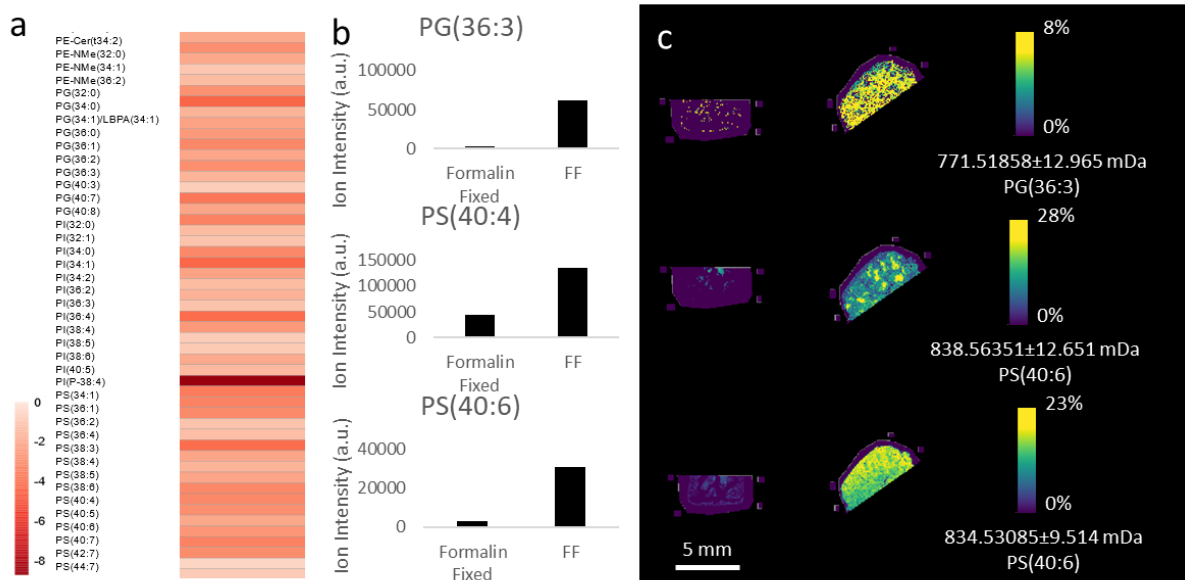 a
PE-Cer(t34:2)
PE-NMe(32:0)
PE-NMe(34:1)
PE-NMe(36:2)
PG(32:0)
PG(34:0)
PG(34:1)/LBPA(34:1)
PG(36:0)
PG(36:1)
PG(36:2)
PG(36:3)
PG(40:3)
PG(40:7)
PG(40:8)
PI(32:0)
PI(32:1)
PI(34:0)
PI(34:1)
PI(34:2)
PI(36:2)
PI(36:3)
PI(36:4)
PI(38:4)
PI(38:5)
PI(38:6)
PI(40:5)
PI(P-38:4)
PS(34:1)
PS(36:1)
PS(36:2)
PS(36:4)
PS(38:3)
PS(38:4)
PS(38:5)
PS(38:6)
PS(40:4)
PS(40:5)
PS(40:6)
PS(40:7)
PS(42:7)
PS(44:7)
0
-2
-4
-6
-8
b
PG(36:3)
Ion Intensity (a.u.)
100000
50000
0
Formalin Fixed
FF
PS(40:4)
Ion Intensity (a.u.)
150000
100000
50000
0
Formalin Fixed
FF
PS(40:6)
Ion Intensity (a.u.)
40000
20000
0
Formalin Fixed
FF
c
8%
0%
771.51858±12.965 mDa
PG(36:3)
28%
0%
838.56351±12.651 mDa
PS(40:6)
23%
0%
834.53085±9.514 mDa
PS(40:6)
5 mm